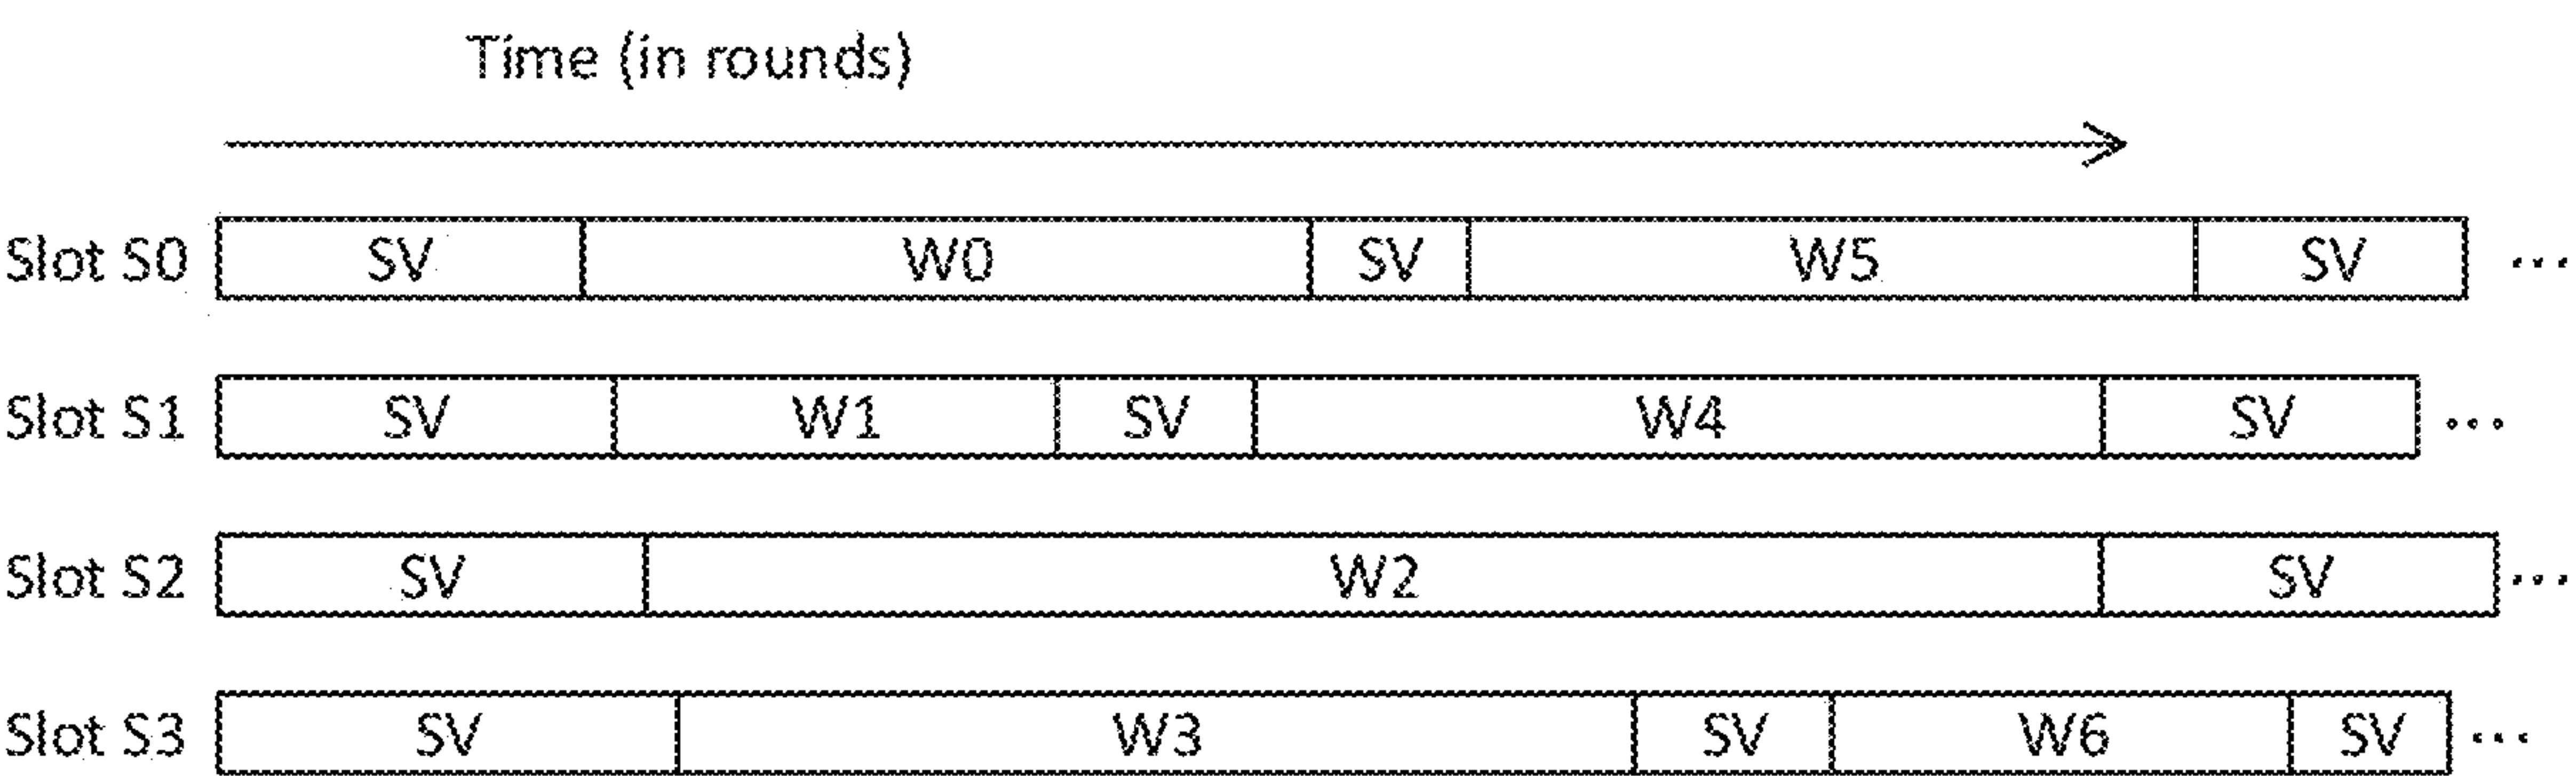 Time (in rounds)
Slot S0 SV W0 SV W5 SV ...
Slot S1 SV W1 SV W4 SV ...
Slot S2 SV W2 SV ...
Slot S3 SV W3 SV W6 SV ...